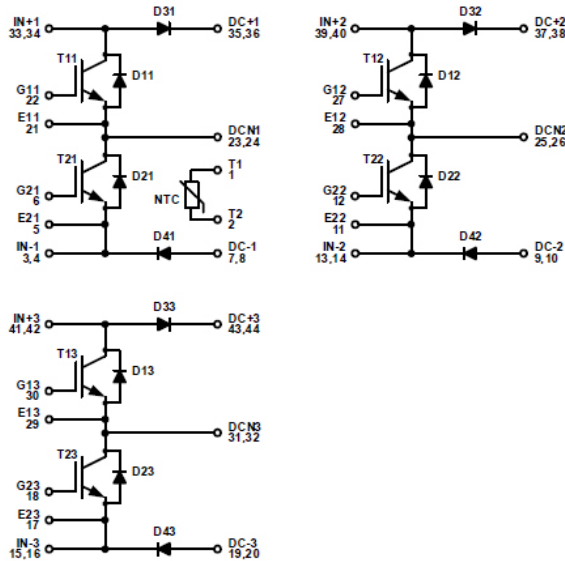 IN+1
33,34
D31
DC+1
35,36
T11
D11
G11
22
E11
21
DCN1
23,24
T21
D21
G21
6
E21
5
NTC
T1
1
T2
2
IN-1
3,4
D41
DC-1
7,8
IN+2
39,40
D32
DC+2
37,38
T12
D12
G12
27
E12
28
DCN2
25,26
T22
D22
G22
12
E22
11
IN-2
13,14
D42
DC-2
9,10
IN+3
41,42
D33
DC+3
43,44
T13
D13
G13
30
E13
29
DCN3
31,32
T23
D23
G23
18
E23
17
IN-3
15,16
D43
DC-3
19,20